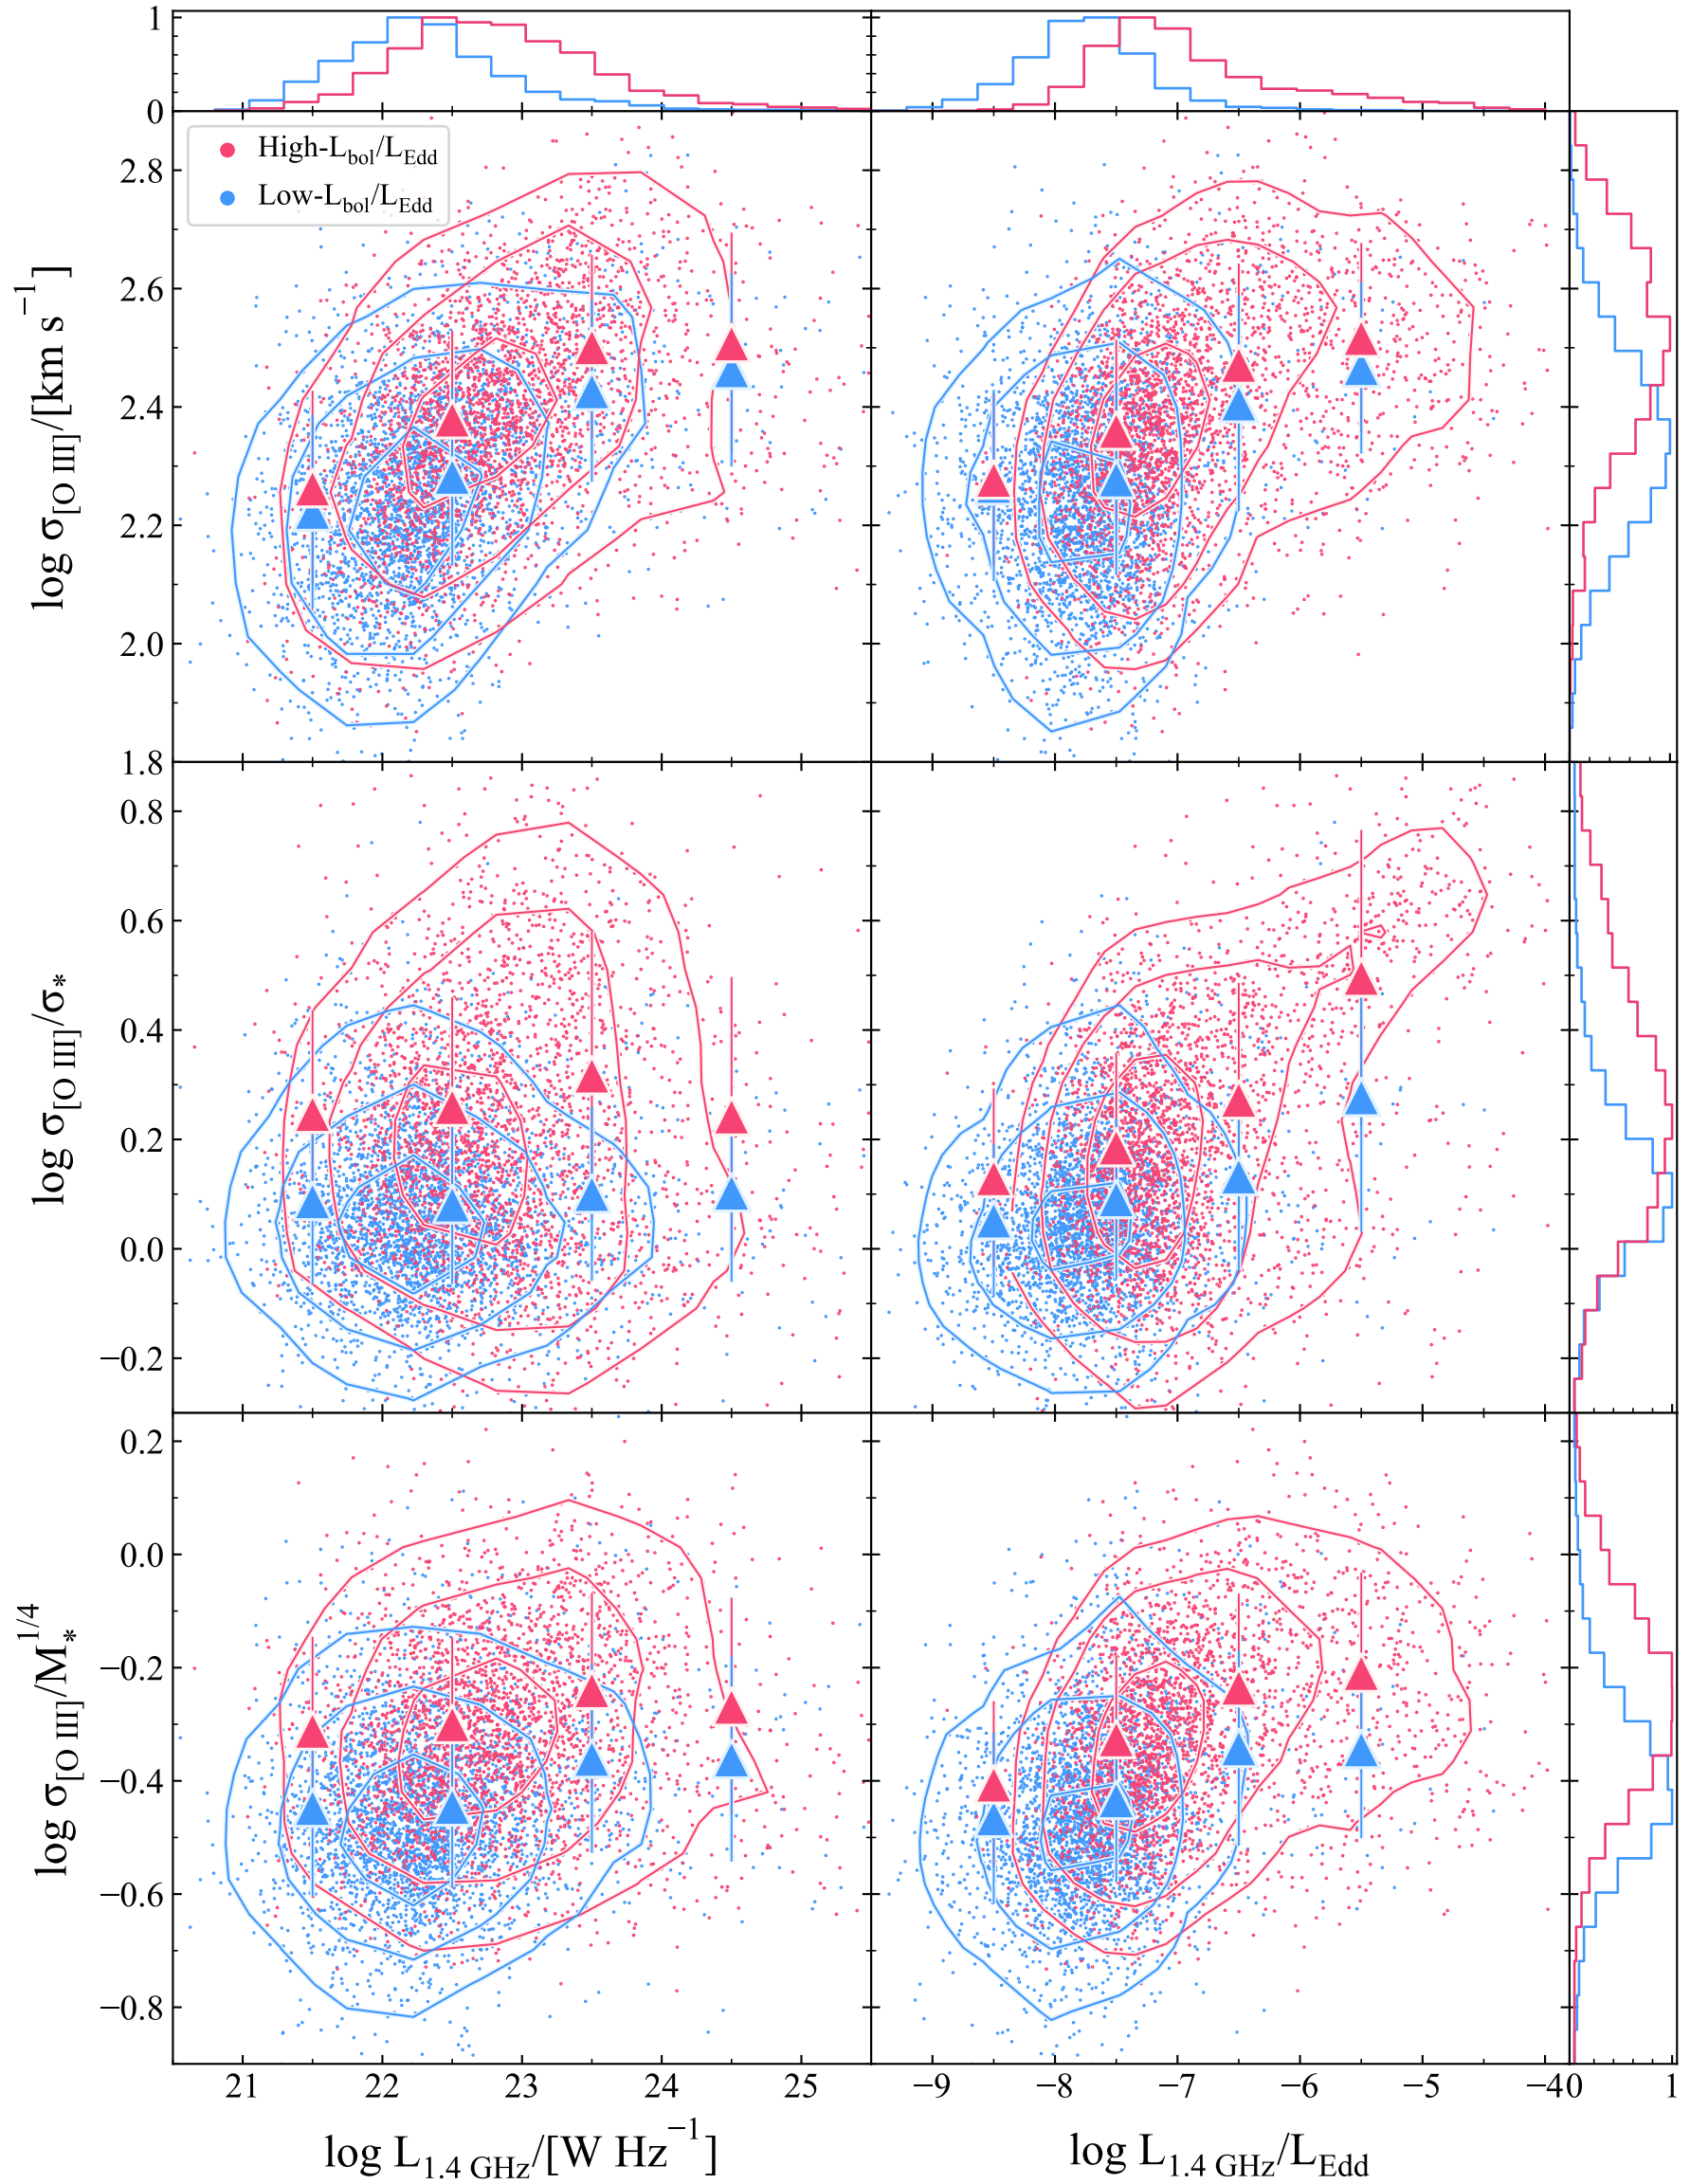 1
0
High-L_bol/L_Edd
Low-L_bol/L_Edd
2.8
2.6
2.4
2.2
2.0
1.8
log σ_[O III]/[km s⁻¹]
0.8
0.6
0.4
0.2
0.0
−0.2
log σ_[O III]/σ_*
0.2
0.0
−0.2
−0.4
−0.6
−0.8
log σ_[O III]/M_*^1/4
21 22 23 24 25
−9 −8 −7 −6 −5 −4
0 1
log L_1.4 GHz/[W Hz⁻¹]
log L_1.4 GHz/L_Edd